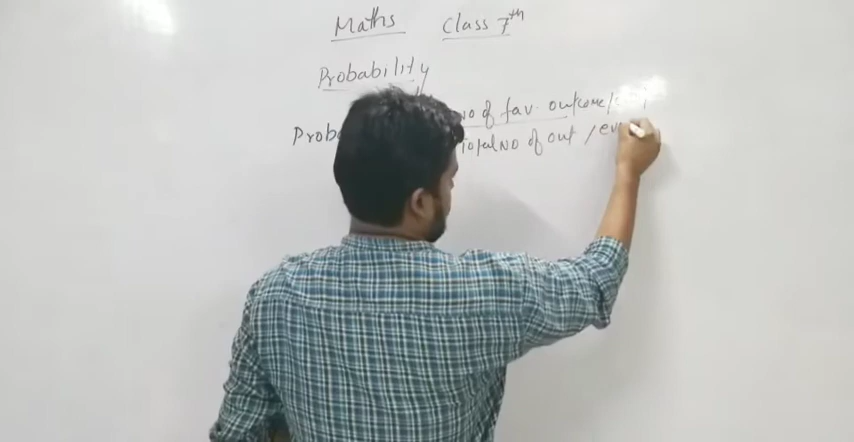 Maths Class 7th
Probability
No of fav. outcome/
Prob Total No of out / ev